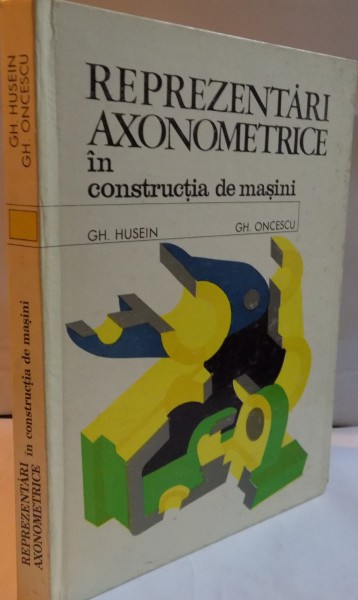 REPREZENTĂRI
AXONOMETRICE
în
construcția de mașini
GH. HUSEIN GH. ONCESCU
GH. HUSEIN
GH. ONCESCU
REPREZENTĂRI în construcția de mașini
AXONOMETRICE